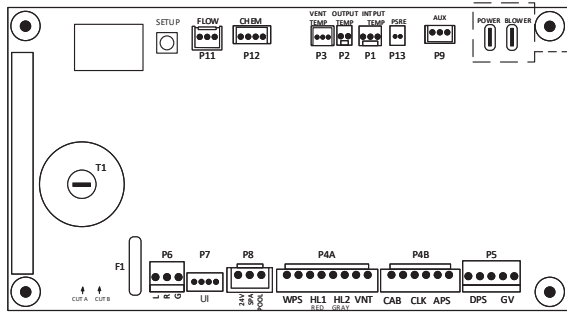 VENT OUTPUT INTPUT
SETUP FLOW CHEM TEMP TEMP TEMP PSRE AUX POWER BLOWER
P11 P12 P3 P2 P1 P13 P9
T1
F1
P6 P7 P8 P4A P4B P5
CUT A CUT B
L R G UI 24V SPA POOL WPS HL1 HL2 VNT CAB CLK APS DPS GV
RED GRAY